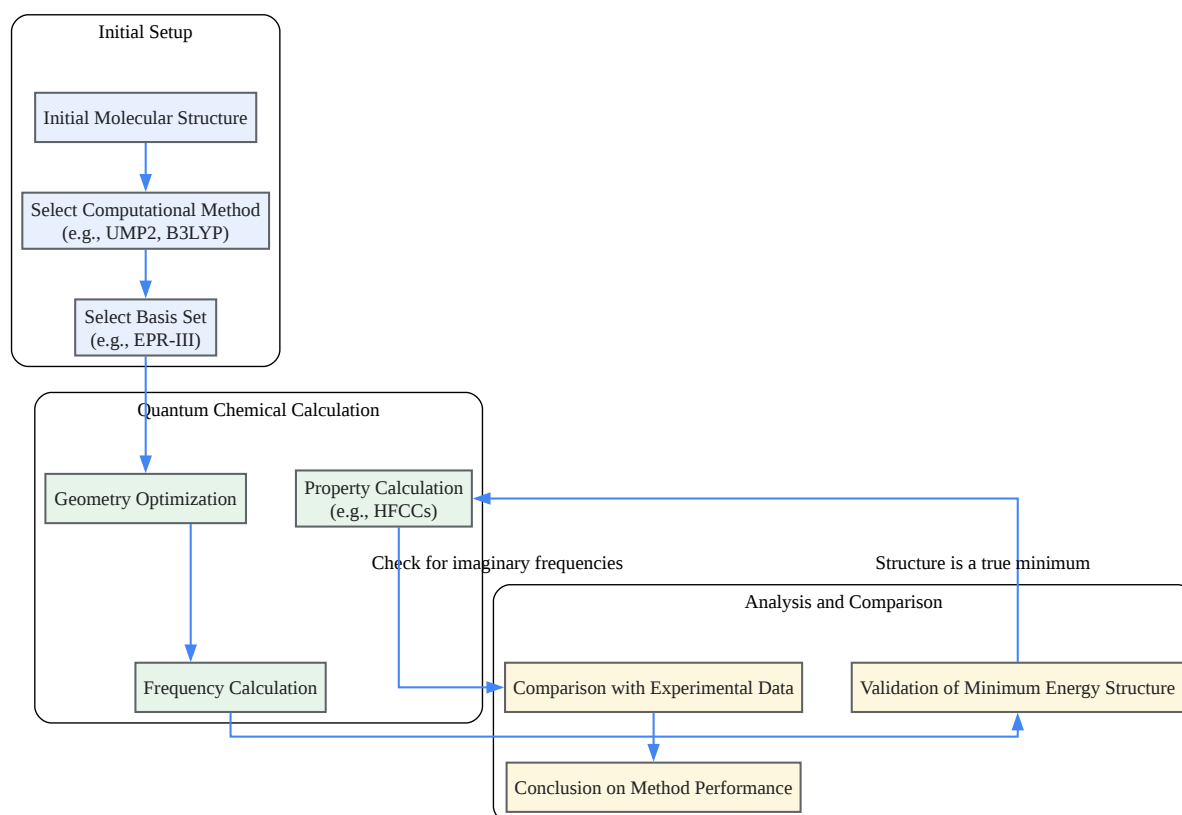 Initial Setup
Initial Molecular Structure
Select Computational Method
(e.g., UMP2, B3LYP)
Select Basis Set
(e.g., EPR-III)
Quantum Chemical Calculation
Geometry Optimization
Property Calculation
(e.g., HFCCs)
Check for imaginary frequencies
Structure is a true minimum
Analysis and Comparison
Frequency Calculation
Comparison with Experimental Data
Validation of Minimum Energy Structure
Conclusion on Method Performance